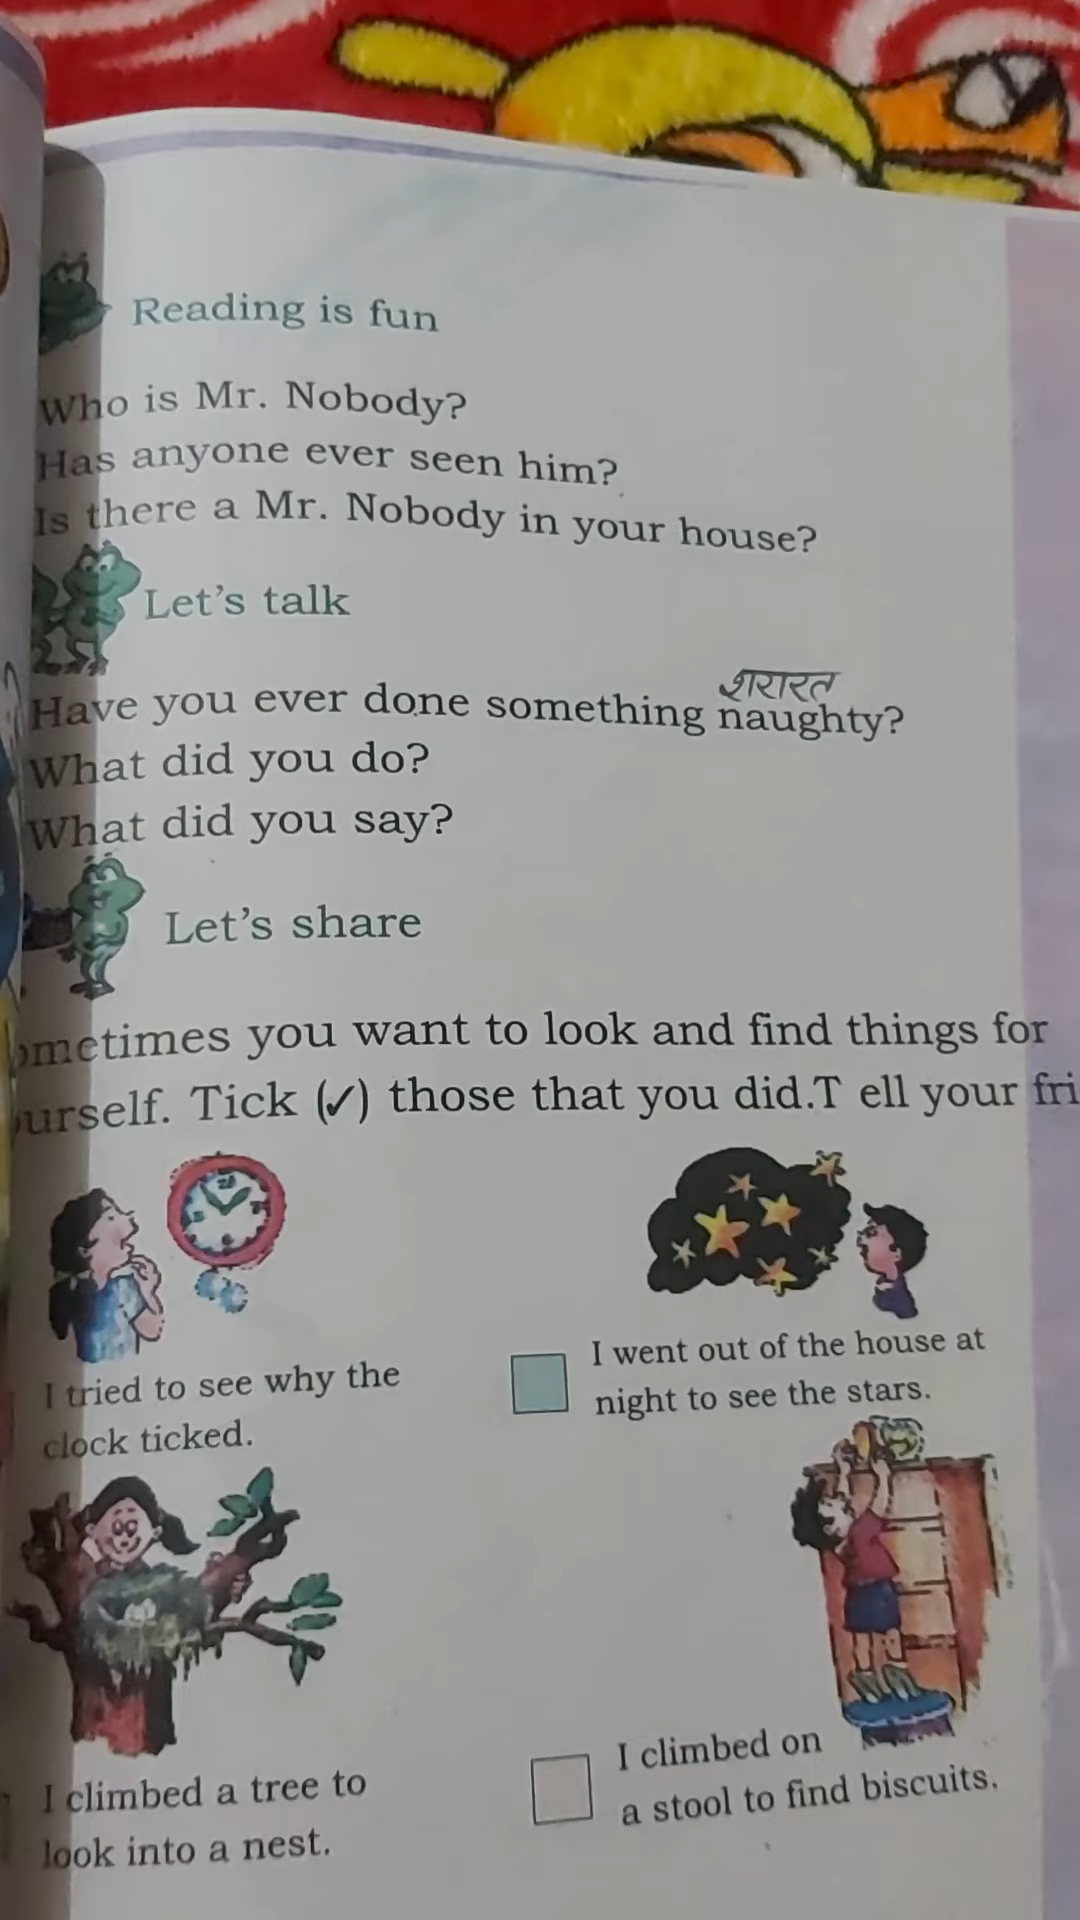 Reading is fun
Who is Mr. Nobody?
Has anyone ever seen him?
Is there a Mr. Nobody in your house?
Let's talk
शरारत
Have you ever done something naughty?
What did you do?
What did you say?
Let's share
ometimes you want to look and find things for
urself. Tick (✓) those that you did.T ell your fri
I tried to see why the
clock ticked.
I went out of the house at
night to see the stars.
I climbed a tree to
look into a nest.
I climbed on
a stool to find biscuits.